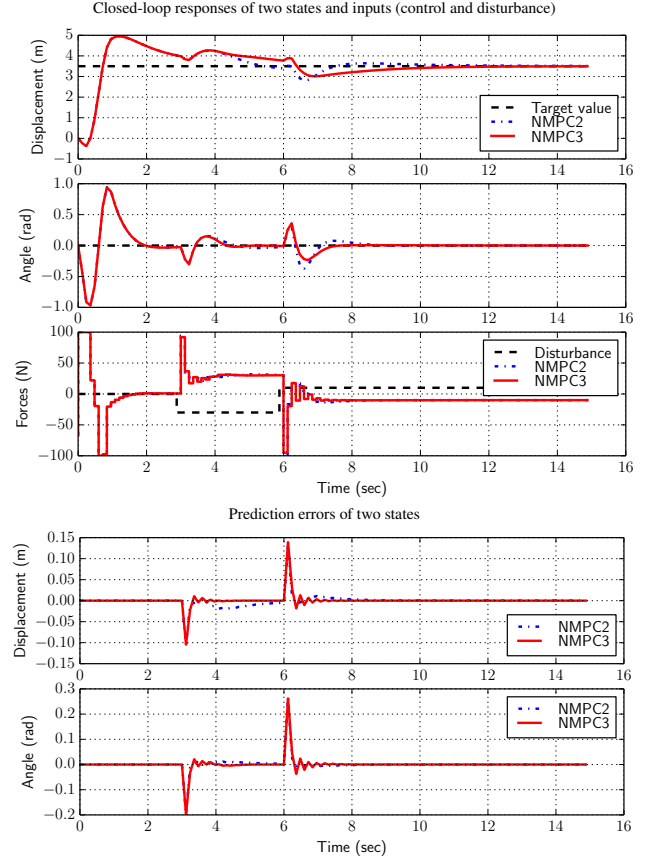 Closed-loop responses of two states and inputs (control and disturbance)
Displacement (m)
5
4
3
2
1
0
−1
Target value
NMPC2
NMPC3
0 2 4 6 8 10 12 14 16
Angle (rad)
1.0
0.5
0.0
−0.5
−1.0
0 2 4 6 8 10 12 14 16
Forces (N)
100
50
0
−50
−100
Disturbance
NMPC2
NMPC3
0 2 4 6 8 10 12 14 16
Time (sec)
Prediction errors of two states
Displacement (m)
0.15
0.10
0.05
0.00
−0.05
−0.10
−0.15
NMPC2
NMPC3
0 2 4 6 8 10 12 14 16
Angle (rad)
0.3
0.2
0.1
0.0
−0.1
−0.2
NMPC2
NMPC3
0 2 4 6 8 10 12 14 16
Time (sec)